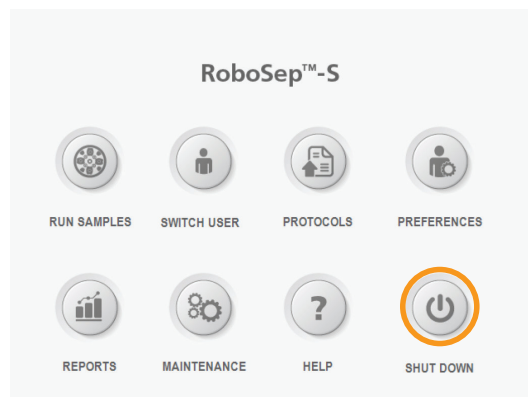 RoboSep™-S
RUN SAMPLES
SWITCH USER
PROTOCOLS
PREFERENCES
?
REPORTS
MAINTENANCE
HELP
SHUT DOWN